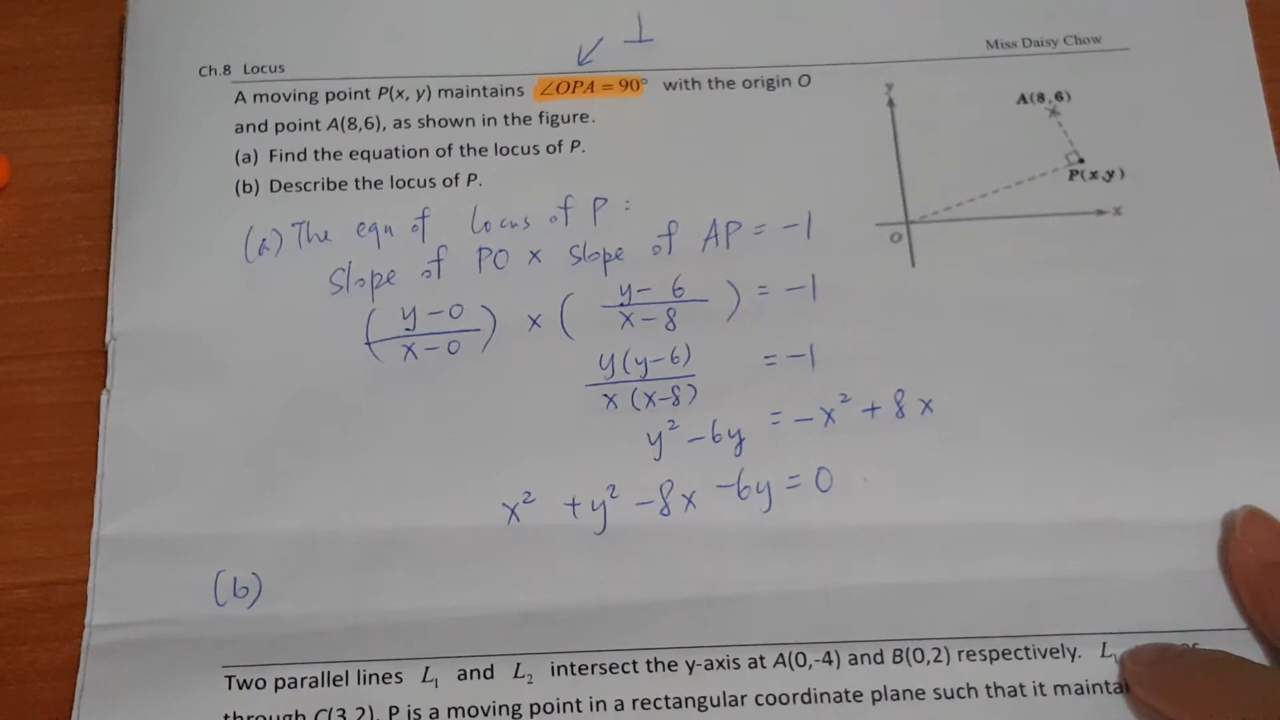 ⊥
↙
Ch.8 Locus
Miss Daisy Chow
A moving point P(x, y) maintains ∠OPA = 90° with the origin O
and point A(8,6), as shown in the figure.
(a) Find the equation of the locus of P.
(b) Describe the locus of P.
y
A(8,6)
P(x,y)
x
O
(a) The eqn of locus of P :
Slope of PO × Slope of AP = -1
(y-0/x-0) × (y-6/x-8) = -1
y(y-6)/x(x-8) = -1
y² - 6y = -x² + 8x
x² + y² - 8x - 6y = 0
(b)
Two parallel lines L₁ and L₂ intersect the y-axis at A(0,-4) and B(0,2) respectively. L₁
through C(3,2). P is a moving point in a rectangular coordinate plane such that it